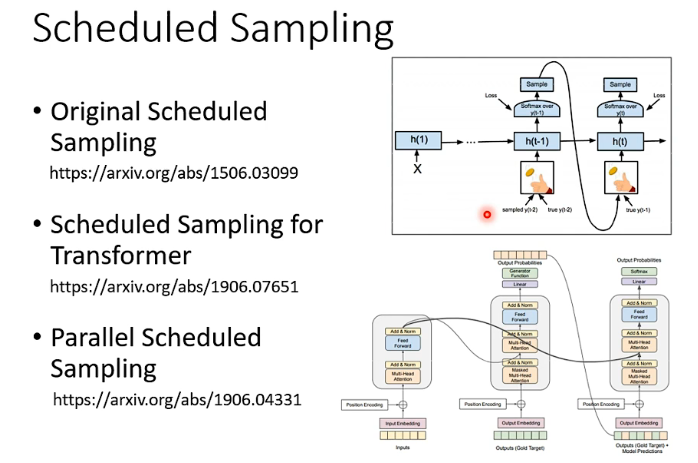 Scheduled Sampling
• Original Scheduled
Sampling
https://arxiv.org/abs/1506.03099
• Scheduled Sampling for
Transformer
https://arxiv.org/abs/1906.07651
• Parallel Scheduled
Sampling
https://arxiv.org/abs/1906.04331
Sample
Sample
Loss
Loss
Softmax over
y(t-1)
Softmax over
y(t)
h(1)
...
h(t-1)
h(t)
X
sampled y(t-2)
true y(t-2)
true y(t-1)
Output Probabilities
Generator
Function
Linear
Add & Norm
Feed
Forward
Add & Norm
Multi-Head
Attention
Add & Norm
Masked
Multi-Head
Attention
Position Encoding
Output Embedding
Outputs (Gold Target)
Output Probabilities
Softmax
Linear
Add & Norm
Feed
Forward
Add & Norm
Multi-Head
Attention
Add & Norm
Masked
Multi-Head
Attention
Position Encoding
Output Embedding
Outputs (Gold Target) +
Model Predictions
Add & Norm
Feed
Forward
Add & Norm
Multi-Head
Attention
Position Encoding
Input Embedding
Inputs